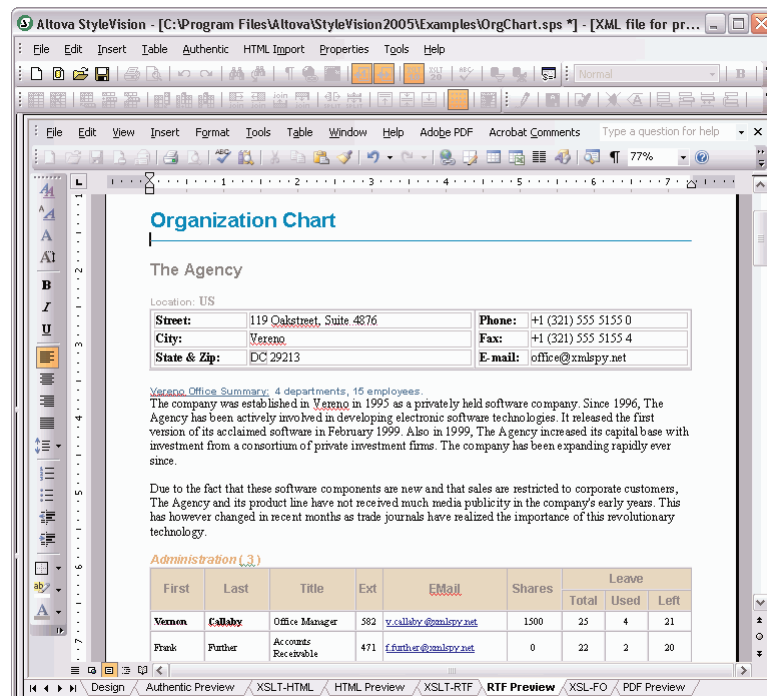 Altova StyleVision - [C:\Program Files\Altova\StyleVision2005\Examples\OrgChart.sps *] - [XML file for pr...
File Edit Insert Table Authentic HTML Import Properties Tools Help
Normal B
File Edit View Insert Format Tools Table Window Help Adobe PDF Acrobat Comments Type a question for help
77%
1 2 3 4 5 6 7
Organization Chart
The Agency
Location: US
Street: 119 Oakstreet, Suite 4876 Phone: +1 (321) 555 5155 0
City: Vereno Fax: +1 (321) 555 5155 4
State & Zip: DC 29213 E-mail: office@xmlspy.net
Vereno Office Summary: 4 departments, 15 employees.
The company was established in Vereno in 1995 as a privately held software company. Since 1996, The
Agency has been actively involved in developing electronic software technologies. It released the first
version of its acclaimed software in February 1999. Also in 1999, The Agency increased its capital base with
investment from a consortium of private investment firms. The company has been expanding rapidly ever
since.
Due to the fact that these software components are new and that sales are restricted to corporate customers,
The Agency and its product line have not received much media publicity in the company's early years. This
has however changed in recent months as trade journals have realized the importance of this revolutionary
technology.
Administration ( 3 )
First Last Title Ext EMail Shares Leave
Total Used Left
Vernon Callaby Office Manager 582 v.callaby@xmlspy.net 1500 25 4 21
Frank Further Accounts Receivable 471 f.further@xmlspy.net 0 22 2 20
Design Authentic Preview XSLT-HTML HTML Preview XSLT-RTF RTF Preview XSL-FO PDF Preview